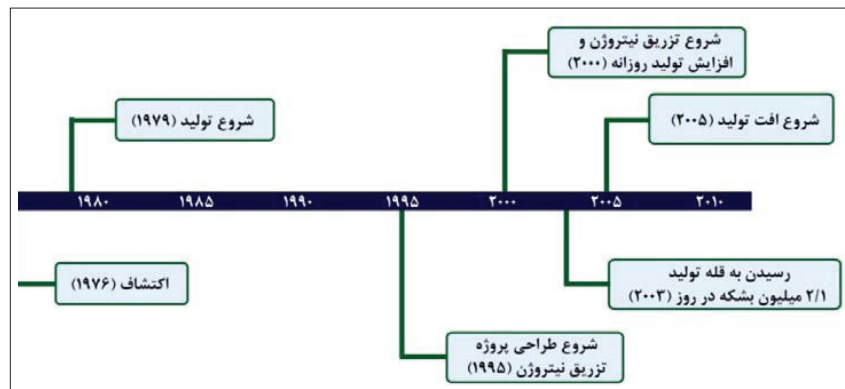 شروع تزریق نیتروژن و
افزایش تولید روزانه (۲۰۰۰)
شروع تولید (۱۹۷۹)
شروع افت تولید (۲۰۰۵)
۱۹۸۰ ۱۹۸۵ ۱۹۹۰ ۱۹۹۵ ۲۰۰۰ ۲۰۰۵ ۲۰۱۰
اکتشاف (۱۹۷۶)
رسیدن به قله تولید
۲/۱ میلیون بشکه در روز (۲۰۰۳)
شروع طراحی پروژه
تزریق نیتروژن (۱۹۹۵)